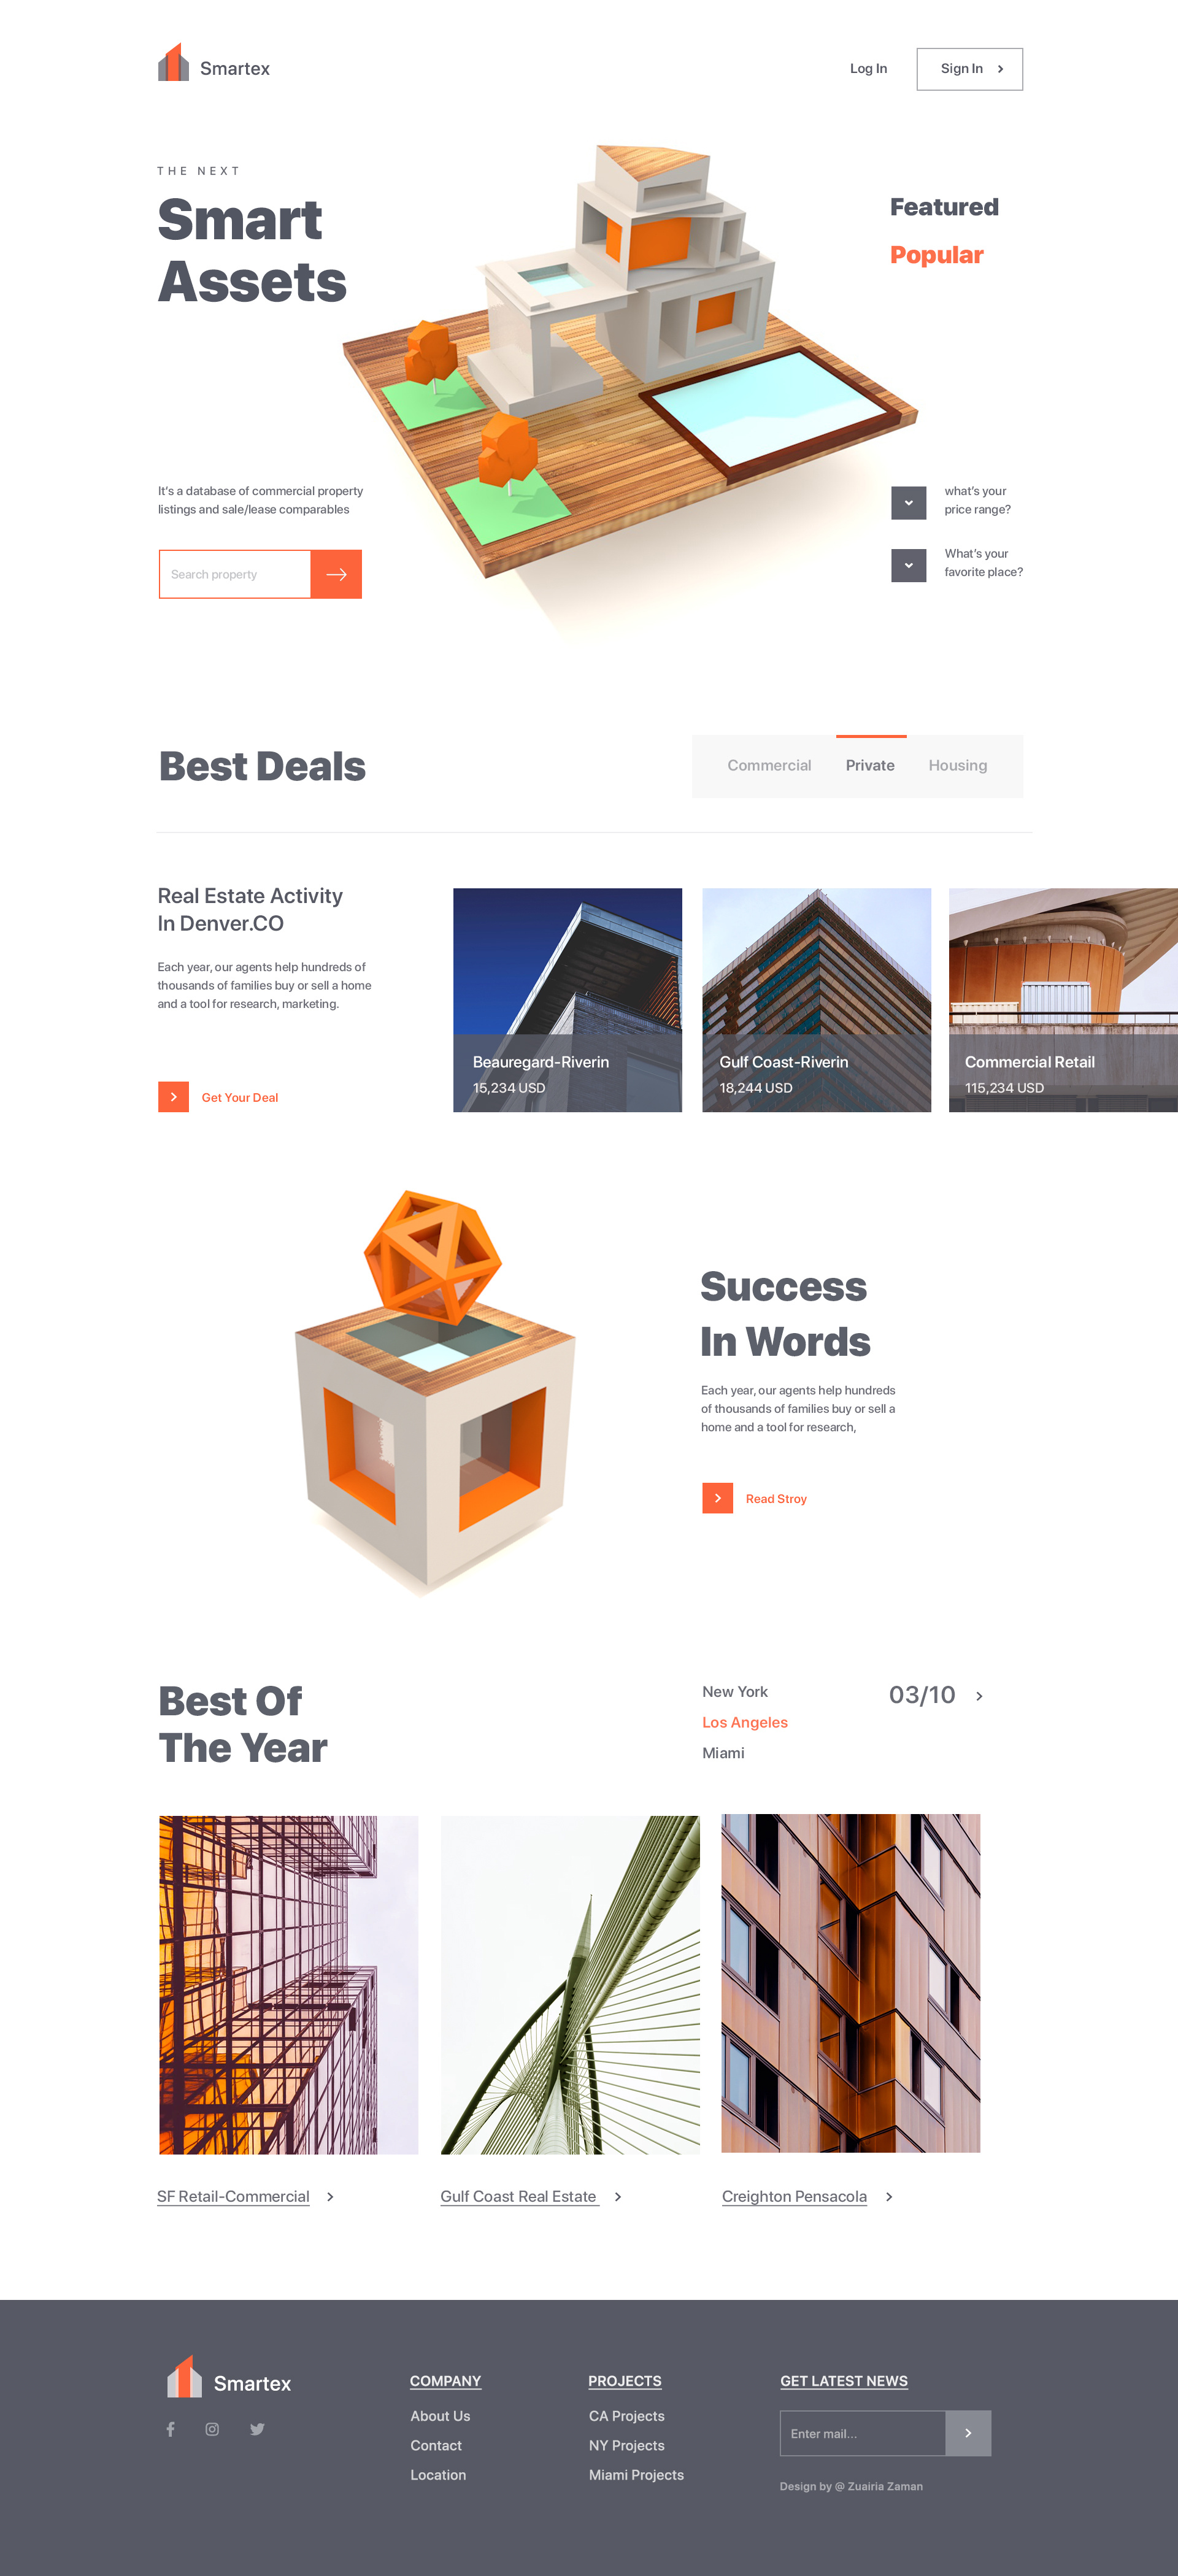 Smartex
Log In
Sign In
THE NEXT
Smart
Assets
Featured
Popular
It's a database of commercial property
listings and sale/lease comparables
Search property
what's your
price range?
What's your
favorite place?
Best Deals
Commercial
Private
Housing
Real Estate Activity
In Denver.CO
Each year, our agents help hundreds of
thousands of families buy or sell a home
and a tool for research, marketing.
Get Your Deal
Beauregard-Riverin
15,234 USD
Gulf Coast-Riverin
18,244 USD
Commercial Retail
115,234 USD
Success
In Words
Each year, our agents help hundreds
of thousands of families buy or sell a
home and a tool for research,
Read Stroy
Best Of
The Year
New York
Los Angeles
Miami
03/10
SF Retail-Commercial
Gulf Coast Real Estate
Creighton Pensacola
Smartex
COMPANY
About Us
Contact
Location
PROJECTS
CA Projects
NY Projects
Miami Projects
GET LATEST NEWS
Enter mail...
Design by @ Zuairia Zaman